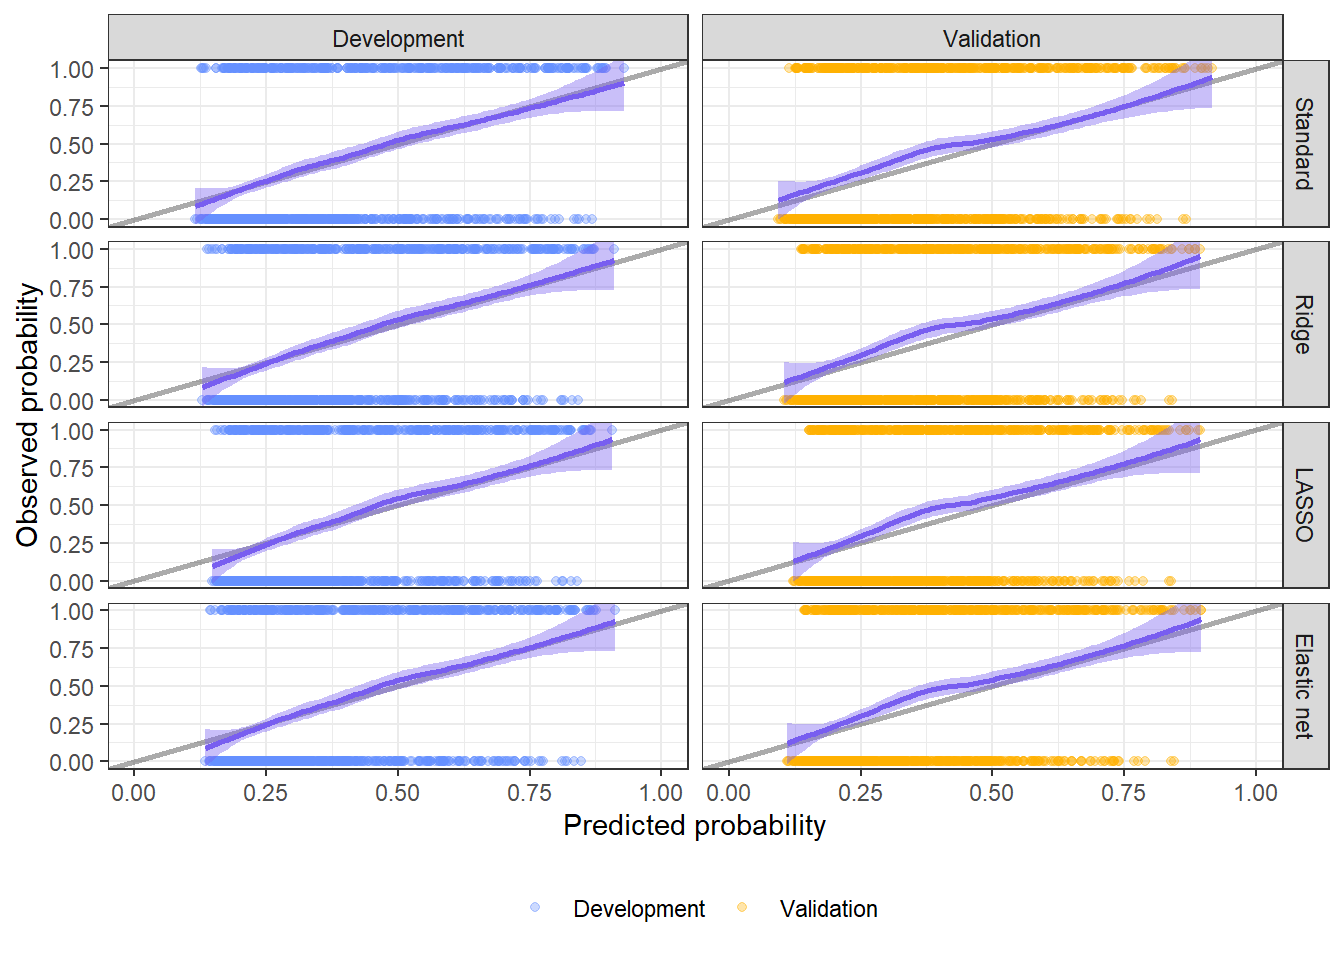 Development Validation
1.00
0.75
0.50
0.25
0.00
Standard
1.00
0.75
0.50
0.25
0.00
Ridge
1.00
0.75
0.50
0.25
0.00
LASSO
1.00
0.75
0.50
0.25
0.00
Elastic net
Observed probability
0.00 0.25 0.50 0.75 1.00 0.00 0.25 0.50 0.75 1.00
Predicted probability
Development Validation